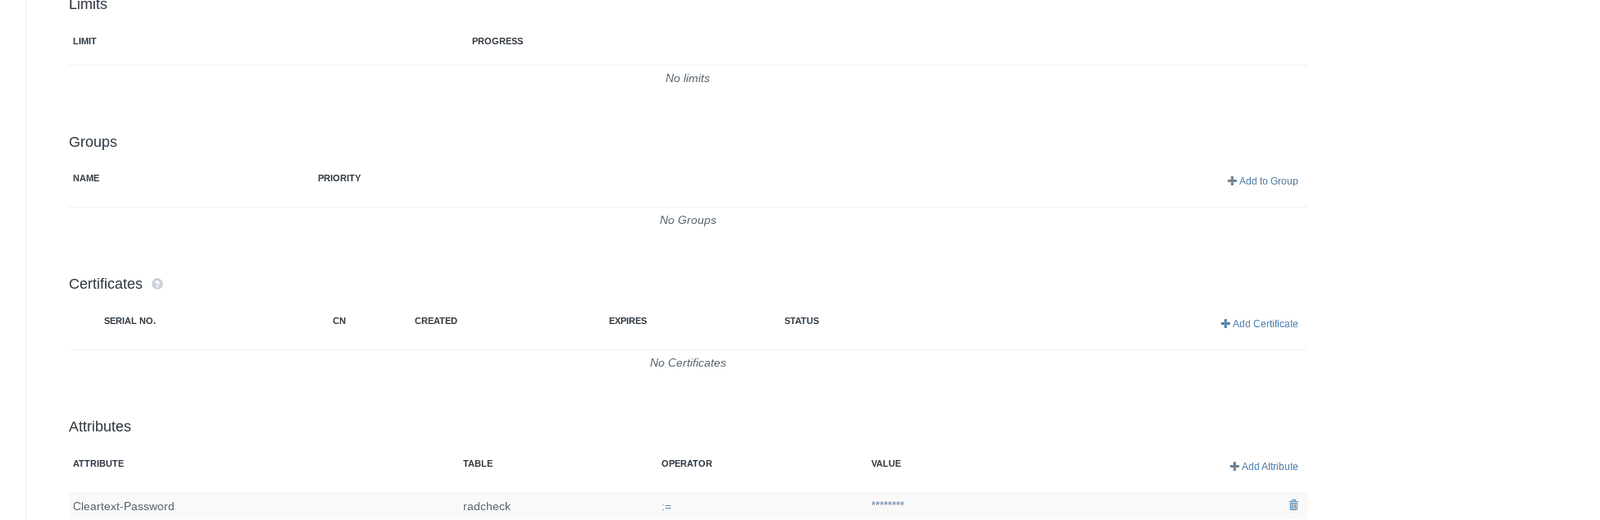 Limits
LIMIT PROGRESS
No limits
Groups
NAME PRIORITY Add to Group
No Groups
Certificates ?
SERIAL NO. CN CREATED EXPIRES STATUS Add Certificate
No Certificates
Attributes
ATTRIBUTE TABLE OPERATOR VALUE Add Attribute
Cleartext-Password radcheck := ********